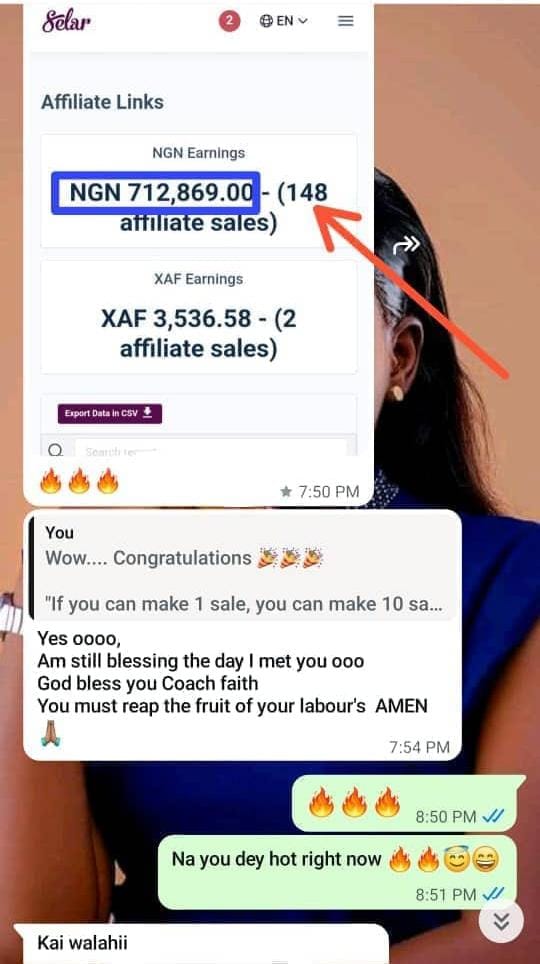 Selar
2
EN
Affiliate Links
NGN Earnings
NGN 712,869.00 - (148
affiliate sales)
XAF Earnings
XAF 3,536.58 - (2
affiliate sales)
Export Data in CSV
Search
🔥🔥🔥
7:50 PM
You
Wow.... Congratulations 🎉🎉🎉
"If you can make 1 sale, you can make 10 sa...
Yes oooo,
Am still blessing the day I met you ooo
God bless you Coach faith
You must reap the fruit of your labour's AMEN
🙏🏽
7:54 PM
🔥🔥🔥
8:50 PM
Na you dey hot right now 🔥🔥😇😄
8:51 PM
Kai walahii